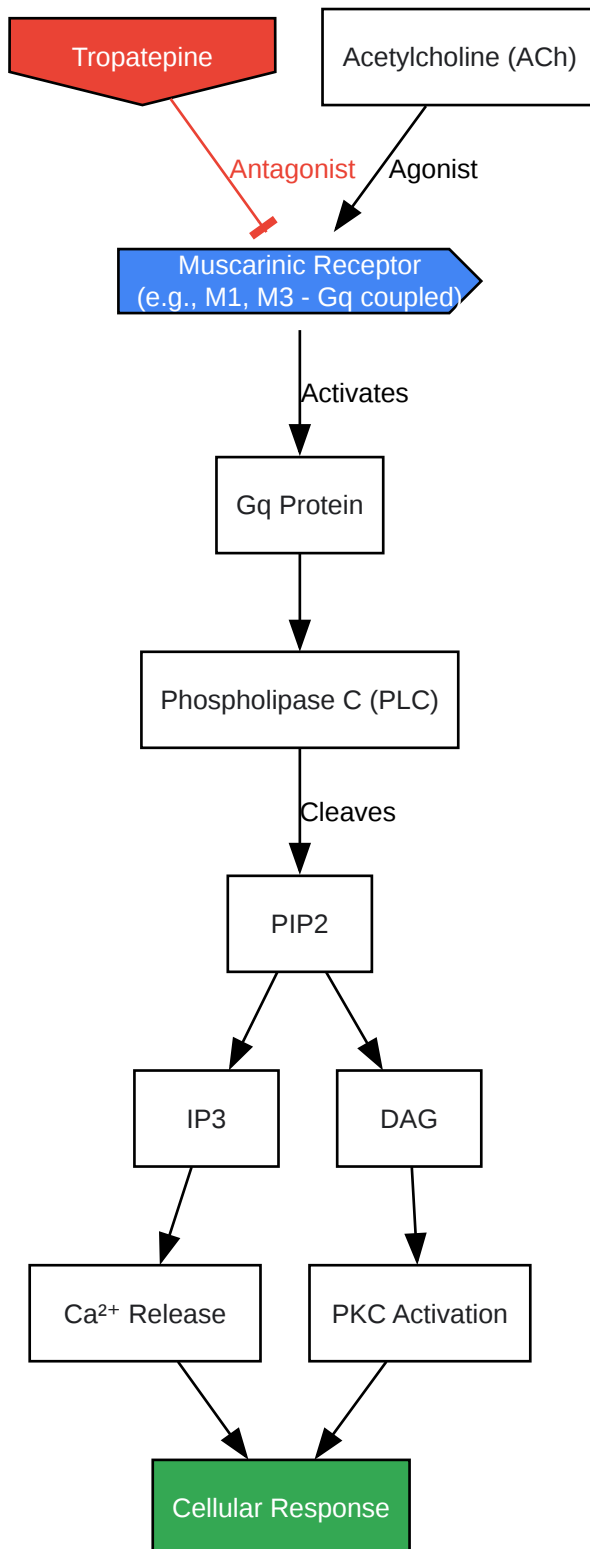 Tropatepine
Acetylcholine (ACh)
Antagonist
Agonist
Muscarinic Receptor
(e.g., M1, M3 - Gq coupled)
Activates
Gq Protein
Phospholipase C (PLC)
Cleaves
PIP2
IP3
DAG
Ca²⁺ Release
PKC Activation
Cellular Response